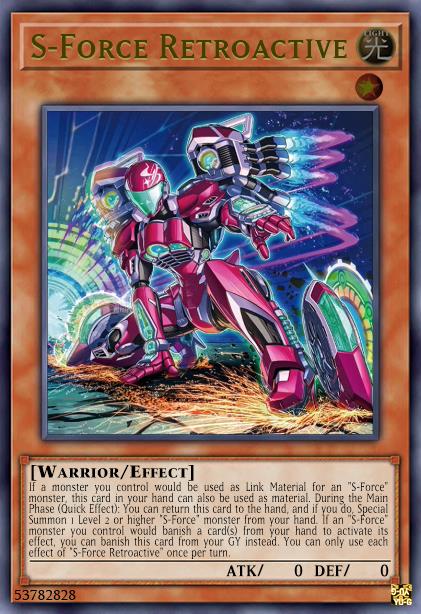 S-Force Retroactive
LIGHT
光
[Warrior/Effect]
If a monster you control would be used as Link Material for an "S-Force"
monster, this card in your hand can also be used as material. During the Main
Phase (Quick Effect): You can return this card to the hand, and if you do, Special
Summon 1 Level 2 or higher "S-Force" monster from your hand. If an "S-Force"
monster you control would banish a card(s) from your hand to activate its
effect, you can banish this card from your GY instead. You can only use each
effect of "S-Force Retroactive" once per turn.
ATK/ 0 DEF/ 0
53782828